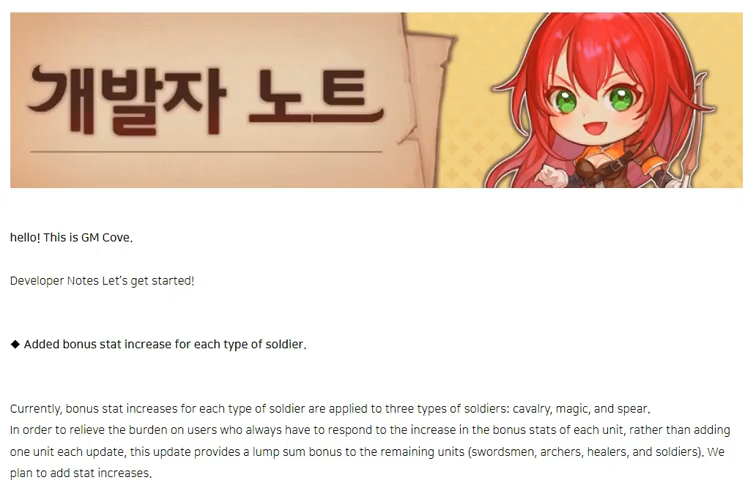 개발자 노트
hello! This is GM Cove.
Developer Notes Let's get started!
◆ Added bonus stat increase for each type of soldier.
Currently, bonus stat increases for each type of soldier are applied to three types of soldiers: cavalry, magic, and spear.
In order to relieve the burden on users who always have to respond to the increase in the bonus stats of each unit, rather than adding
one unit each update, this update provides a lump sum bonus to the remaining units (swordsmen, archers, healers, and soldiers). We
plan to add stat increases.